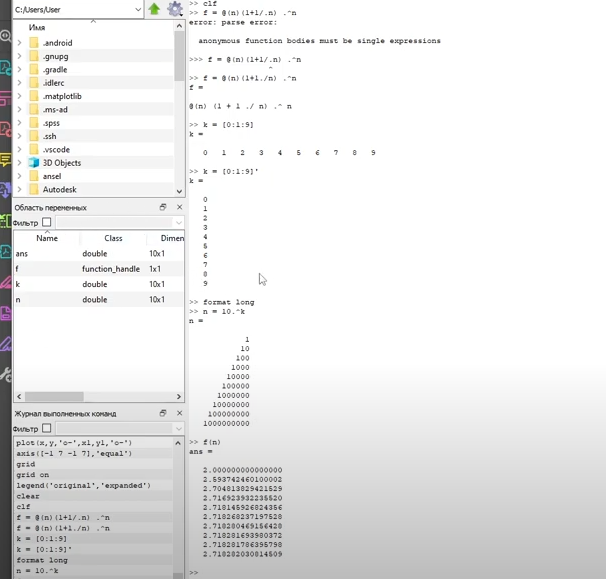 C:/Users/User
Имя
.android
.gnupg
.gradle
.idlerc
.matplotlib
.ms-ad
.spss
.ssh
.vscode
3D Objects
ansel
Autodesk
Область переменных
Фильтр
Name Class Dimen
ans double 10x1
f function_handle 1x1
k double 10x1
n double 10x1
Журнал выполненных команд
Фильтр
plot(x,y,'o-',x1,y1,'o-')
axis([-1 7 -1 7],'equal')
grid
grid on
legend('original','expanded')
clear
clf
f = @(n)(1+1/.n) .^n
f = @(n)(1+1./n) .^n
k = [0:1:9]
k = [0:1:9]'
format long
n = 10.^k
>> clf
>> f = @(n)(1+1/.n) .^n
error: parse error:
anonymous function bodies must be single expressions
>>> f = @(n)(1+1/.n) .^n
^
>> f = @(n)(1+1./n) .^n
f =
@(n) (1 + 1 ./ n) .^ n
>> k = [0:1:9]
k =
0 1 2 3 4 5 6 7 8 9
>> k = [0:1:9]'
k =
0
1
2
3
4
5
6
7
8
9
>> format long
>> n = 10.^k
n =
1
10
100
1000
10000
100000
1000000
10000000
100000000
1000000000
>> f(n)
ans =
2.000000000000000
2.593742460100002
2.704813829421529
2.716923932235520
2.718145926824356
2.718268237197528
2.718280469156428
2.718281693980372
2.718281786395798
2.718282030814509
>>